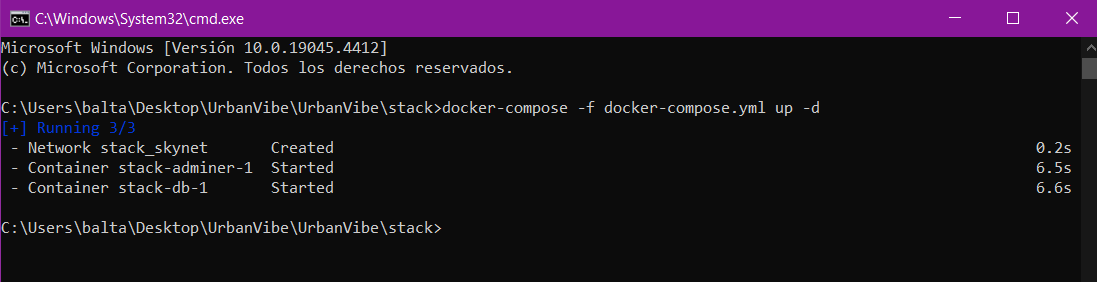 C:\Windows\System32\cmd.exe
Microsoft Windows [Versión 10.0.19045.4412]
(c) Microsoft Corporation. Todos los derechos reservados.
C:\Users\balta\Desktop\UrbanVibe\UrbanVibe\stack>docker-compose -f docker-compose.yml up -d
[+] Running 3/3
- Network stack_skynet Created 0.2s
- Container stack-adminer-1 Started 6.5s
- Container stack-db-1 Started 6.6s
C:\Users\balta\Desktop\UrbanVibe\UrbanVibe\stack>